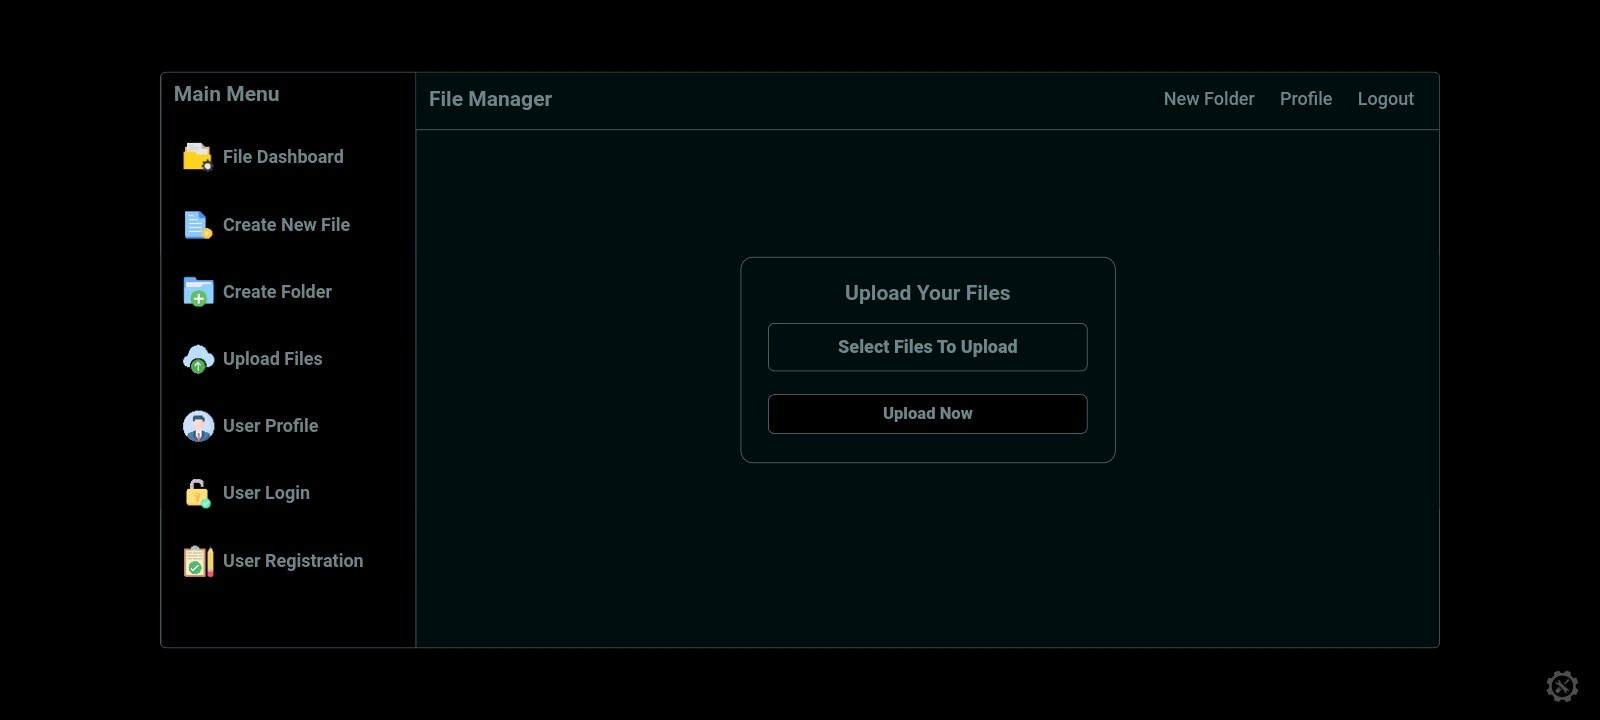 Main Menu
File Dashboard
Create New File
Create Folder
Upload Files
User Profile
User Login
User Registration
File Manager
New Folder
Profile
Logout
Upload Your Files
Select Files To Upload
Upload Now